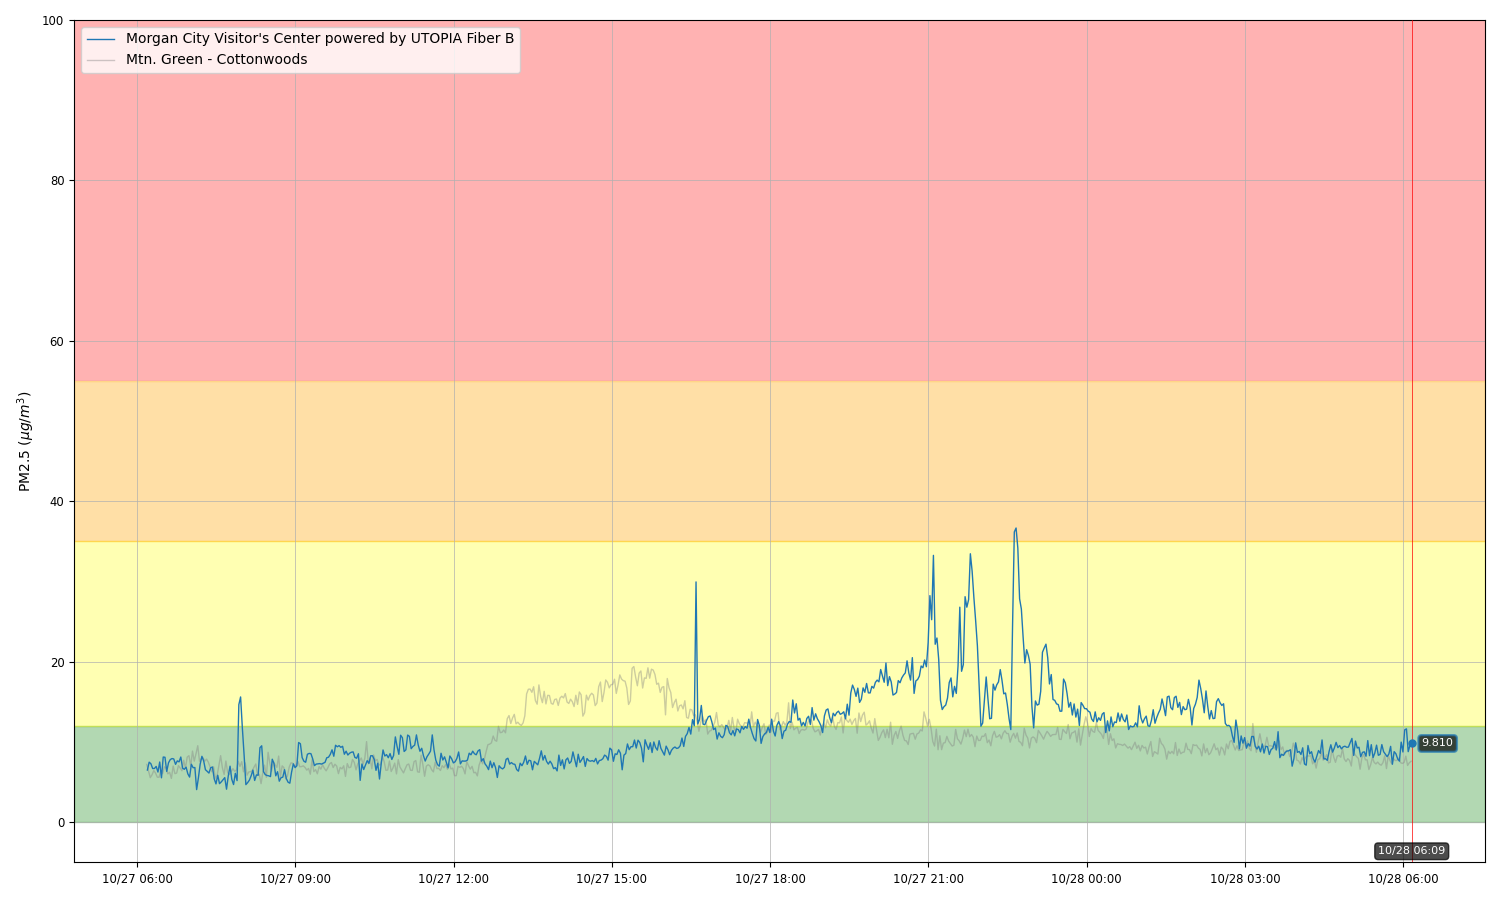 100
Morgan City Visitor's Center powered by UTOPIA Fiber B
Mtn. Green - Cottonwoods
80
60
PM2.5 (μg/m³)
40
20
9.810
0
10/28 06:09
10/27 06:00 10/27 09:00 10/27 12:00 10/27 15:00 10/27 18:00 10/27 21:00 10/28 00:00 10/28 03:00 10/28 06:00